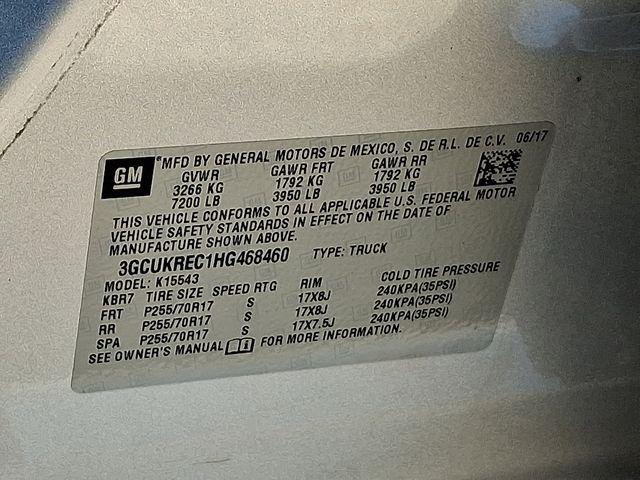 GM
MFD BY GENERAL MOTORS DE MEXICO, S. DE R.L. DE C.V. 06/17
GVWR GAWR FRT GAWR RR
3266 KG 1792 KG 1792 KG
7200 LB 3950 LB 3950 LB
THIS VEHICLE CONFORMS TO ALL APPLICABLE U.S. FEDERAL MOTOR
VEHICLE SAFETY STANDARDS IN EFFECT ON THE DATE OF
MANUFACTURE SHOWN ABOVE.
3GCUKREC1HG468460 TYPE: TRUCK
MODEL: K15543
KBR7 TIRE SIZE SPEED RTG RIM COLD TIRE PRESSURE
FRT P255/70R17 S 17X8J 240KPA(35PSI)
RR P255/70R17 S 17X8J 240KPA(35PSI)
SPA P255/70R17 S 17X7.5J 240KPA(35PSI)
SEE OWNER'S MANUAL FOR MORE INFORMATION.